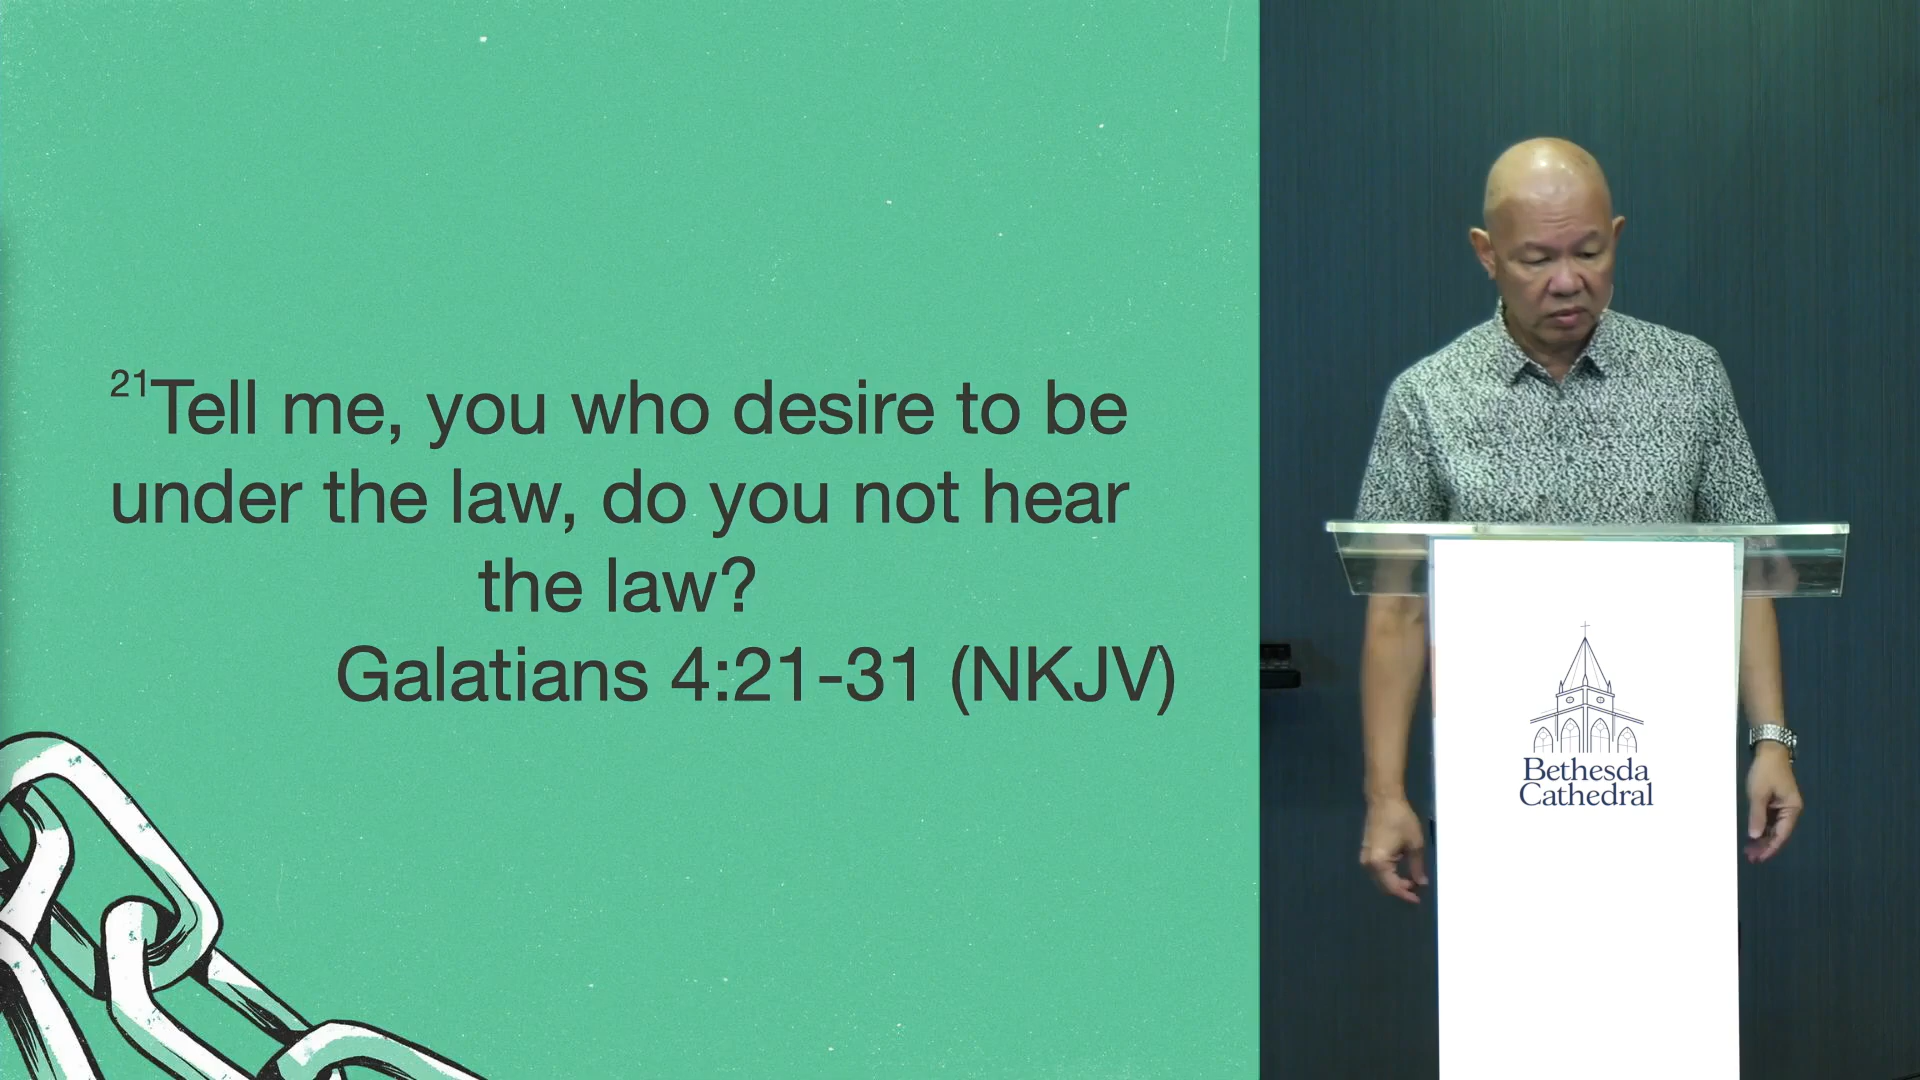 21Tell me, you who desire to be
under the law, do you not hear
the law?
Galatians 4:21-31 (NKJV)
Bethesda
Cathedral